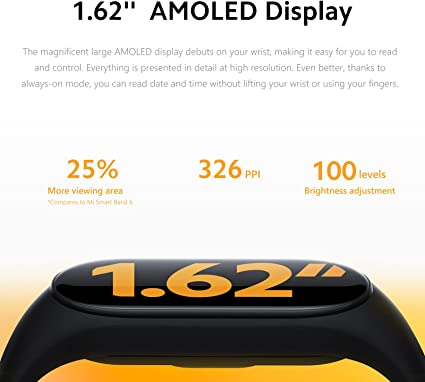 1.62" AMOLED Display
The magnificent large AMOLED display debuts on your wrist, making it easy for you to read
and control. Everything is presented in detail at high resolution. Even better, thanks to
always-on mode, you can read date and time without lifting your wrist or using your fingers.
25%
More viewing area
*Compares to Mi Smart Band 6
326 PPI
100 levels
Brightness adjustment
1.62"